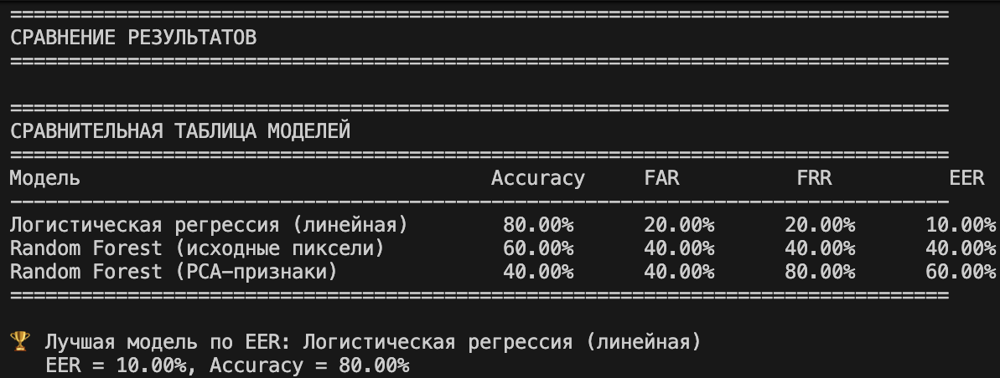 ================================================================================
СРАВНЕНИЕ РЕЗУЛЬТАТОВ
================================================================================
================================================================================
СРАВНИТЕЛЬНАЯ ТАБЛИЦА МОДЕЛЕЙ
================================================================================
Модель Accuracy FAR FRR EER
--------------------------------------------------------------------------------
Логистическая регрессия (линейная) 80.00% 20.00% 20.00% 10.00%
Random Forest (исходные пиксели) 60.00% 40.00% 40.00% 40.00%
Random Forest (PCA-признаки) 40.00% 40.00% 80.00% 60.00%
================================================================================
🏆 Лучшая модель по EER: Логистическая регрессия (линейная)
EER = 10.00%, Accuracy = 80.00%